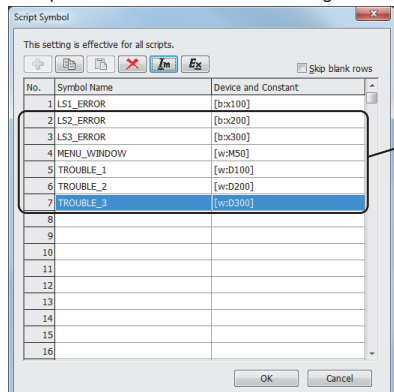 Script Symbol
This setting is effective for all scripts.
Im Ex Skip blank rows
No. Symbol Name Device and Constant
1 LS1_ERROR [b:x100]
2 LS2_ERROR [b:x200]
3 LS3_ERROR [b:x300]
4 MENU_WINDOW [w:M50]
5 TROUBLE_1 [w:D100]
6 TROUBLE_2 [w:D200]
7 TROUBLE_3 [w:D300]
8
9
10
11
12
13
14
15
16
OK Cancel